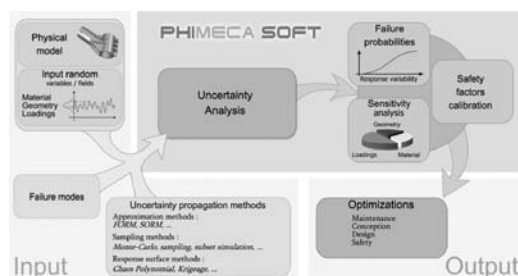 PHIMECA SOFT
Physical
model
Input random
variables / fields
Material
Geometry
Loadings
Uncertainty
Analysis
Failure
probabilities
Response variability
Sensitivity
analysis
Geometry
Loadings
Material
Safety
factors
calibration
Failure modes
Uncertainty propagation methods
Approximation methods :
FORM, SORM, ...
Sampling methods :
Monte-Carlo, sampling, subset simulation, ...
Response surface methods :
Chaos Polynomial, Krigeage, ...
Optimizations
Maintenance
Conception
Design
Safety
Input
Output